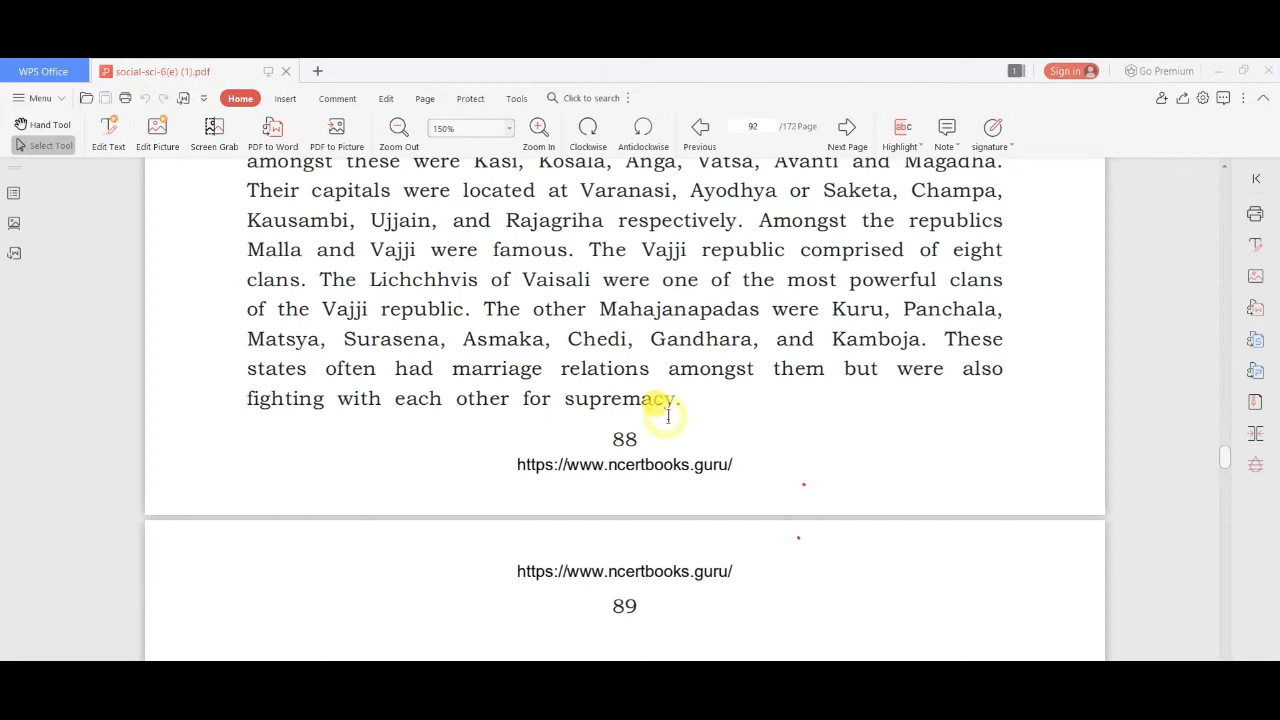 WPS Office
social-sci-6(e) (1).pdf
1
Sign in
Go Premium
Menu
Home
Insert
Comment
Edit
Page
Protect
Tools
Click to search
Hand Tool
Select Tool
Edit Text
Edit Picture
Screen Grab
PDF to Word
PDF to Picture
Zoom Out
150%
Zoom In
Clockwise
Anticlockwise
Previous
92
/172 Page
Next Page
Highlight
Note
signature
amongst these were Kasi, Kosala, Anga, Vatsa, Avanti and Magadha.
Their capitals were located at Varanasi, Ayodhya or Saketa, Champa,
Kausambi, Ujjain, and Rajagriha respectively. Amongst the republics
Malla and Vajji were famous. The Vajji republic comprised of eight
clans. The Lichchhvis of Vaisali were one of the most powerful clans
of the Vajji republic. The other Mahajanapadas were Kuru, Panchala,
Matsya, Surasena, Asmaka, Chedi, Gandhara, and Kamboja. These
states often had marriage relations amongst them but were also
fighting with each other for supremacy.
88
https://www.ncertbooks.guru/
https://www.ncertbooks.guru/
89